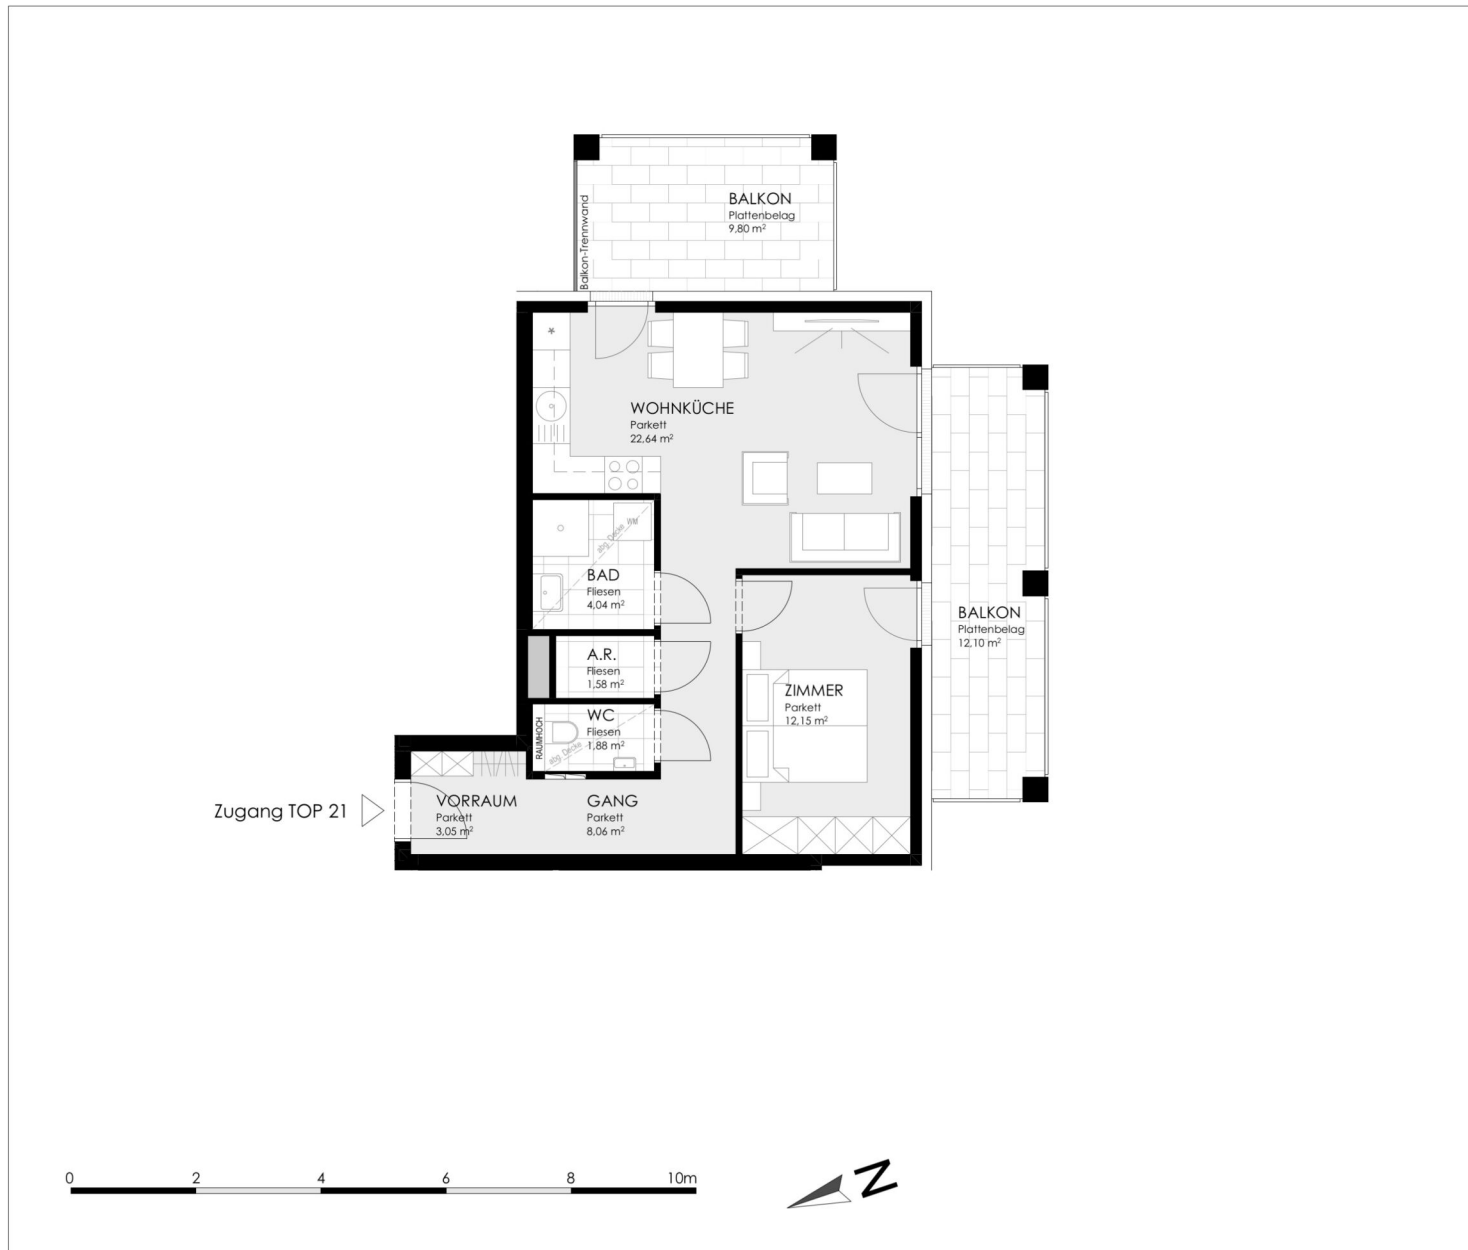 BALKON
Plattenbelag
9,80 m²
Balkon-Trennwand
*
WOHNKÜCHE
Parkett
22,64 m²
WM
abg. Decke
BAD
Fliesen
4,04 m²
A.R.
Fliesen
1,58 m²
WC
Fliesen
1,88 m²
RAUMHOCH
abg. Decke
ZIMMER
Parkett
12,15 m²
BALKON
Plattenbelag
12,10 m²
Zugang TOP 21
VORRAUM
Parkett
3,05 m²
GANG
Parkett
8,06 m²
0 2 4 6 8 10m
N